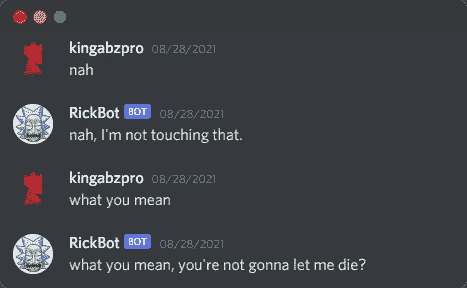 kingabzpro 08/28/2021
nah
RickBot BOT 08/28/2021
nah, I'm not touching that.
kingabzpro 08/28/2021
what you mean
RickBot BOT 08/28/2021
what you mean, you're not gonna let me die?